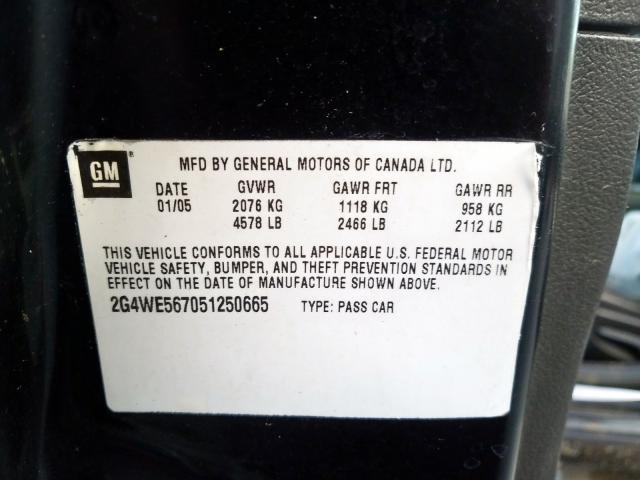 GM®
MFD BY GENERAL MOTORS OF CANADA LTD.
DATE GVWR GAWR FRT GAWR RR
01/05 2076 KG 1118 KG 958 KG
4578 LB 2466 LB 2112 LB
THIS VEHICLE CONFORMS TO ALL APPLICABLE U.S. FEDERAL MOTOR
VEHICLE SAFETY, BUMPER, AND THEFT PREVENTION STANDARDS IN
EFFECT ON THE DATE OF MANUFACTURE SHOWN ABOVE.
2G4WE567051250665 TYPE: PASS CAR